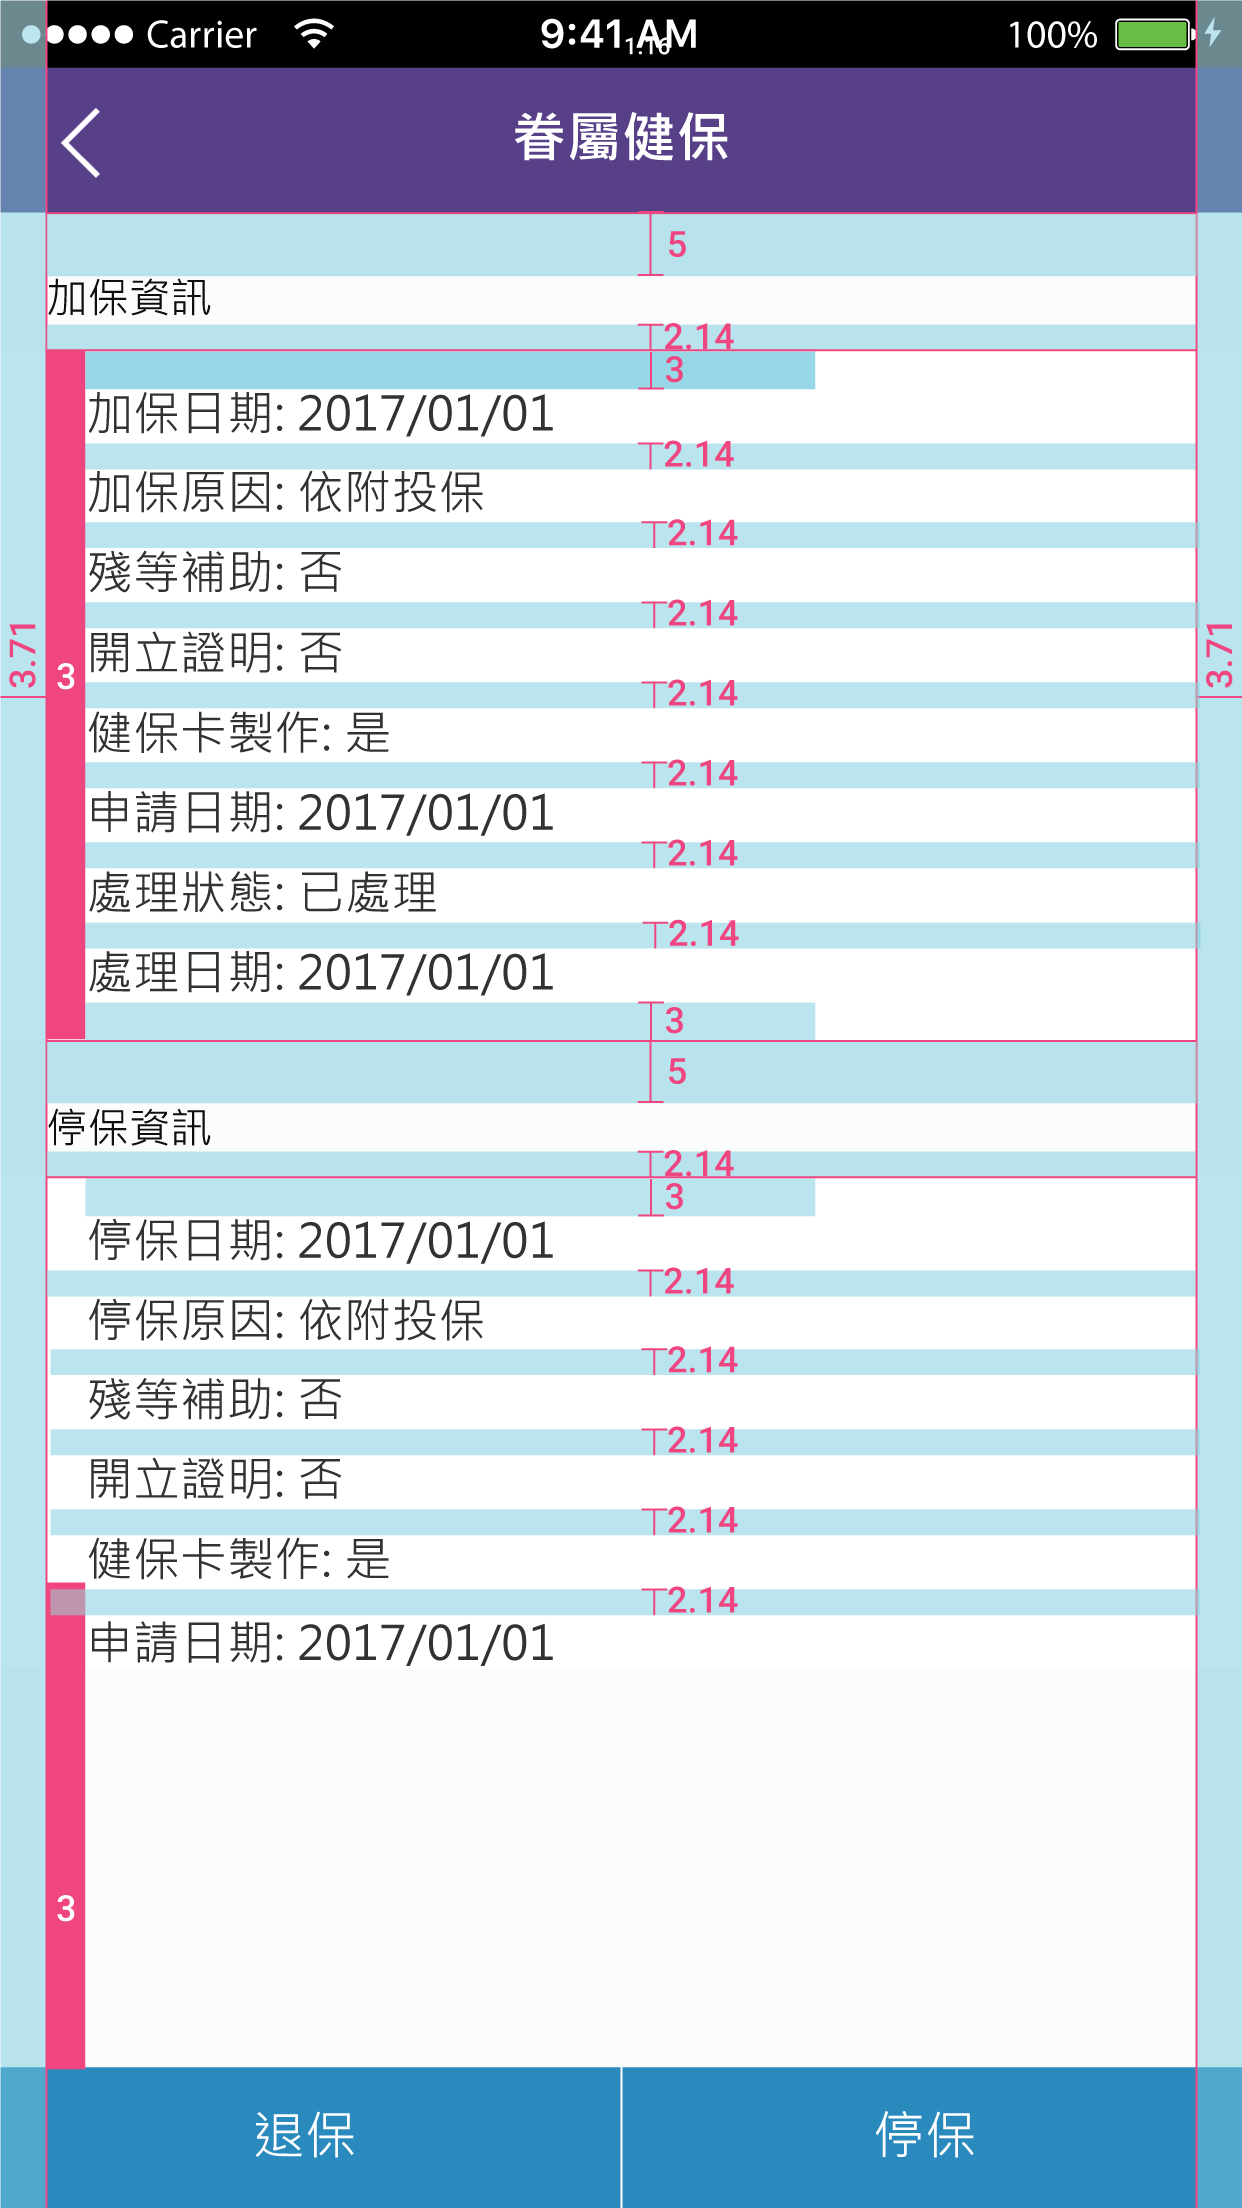 Carrier 9:41 AM 100%
1.16
眷屬健保
5
加保資訊
2.14
3
加保日期: 2017/01/01
2.14
加保原因: 依附投保
2.14
殘等補助: 否
2.14
開立證明: 否
3.71 3 3.71
2.14
健保卡製作: 是
2.14
申請日期: 2017/01/01
2.14
處理狀態: 已處理
2.14
處理日期: 2017/01/01
3
5
停保資訊
2.14
3
停保日期: 2017/01/01
2.14
停保原因: 依附投保
2.14
殘等補助: 否
2.14
開立證明: 否
2.14
健保卡製作: 是
2.14
申請日期: 2017/01/01
3
退保 停保